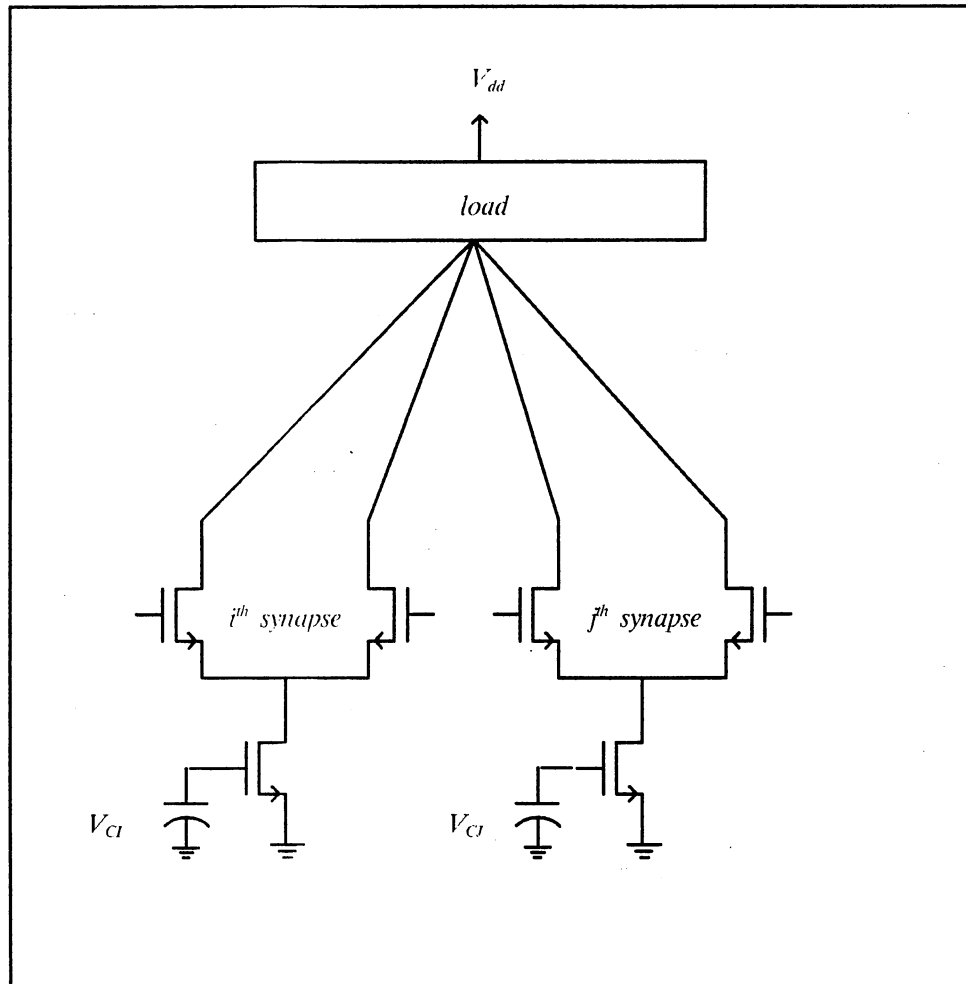 V_dd
load
i^th synapse
j^th synapse
V_CI
V_CJ